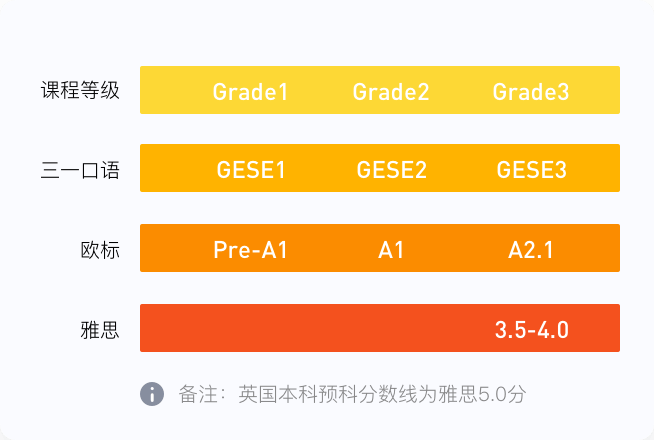 课程等级 Grade1 Grade2 Grade3
三一口语 GESE1 GESE2 GESE3
欧标 Pre-A1 A1 A2.1
雅思 3.5-4.0
备注：英国本科预科分数线为雅思5.0分